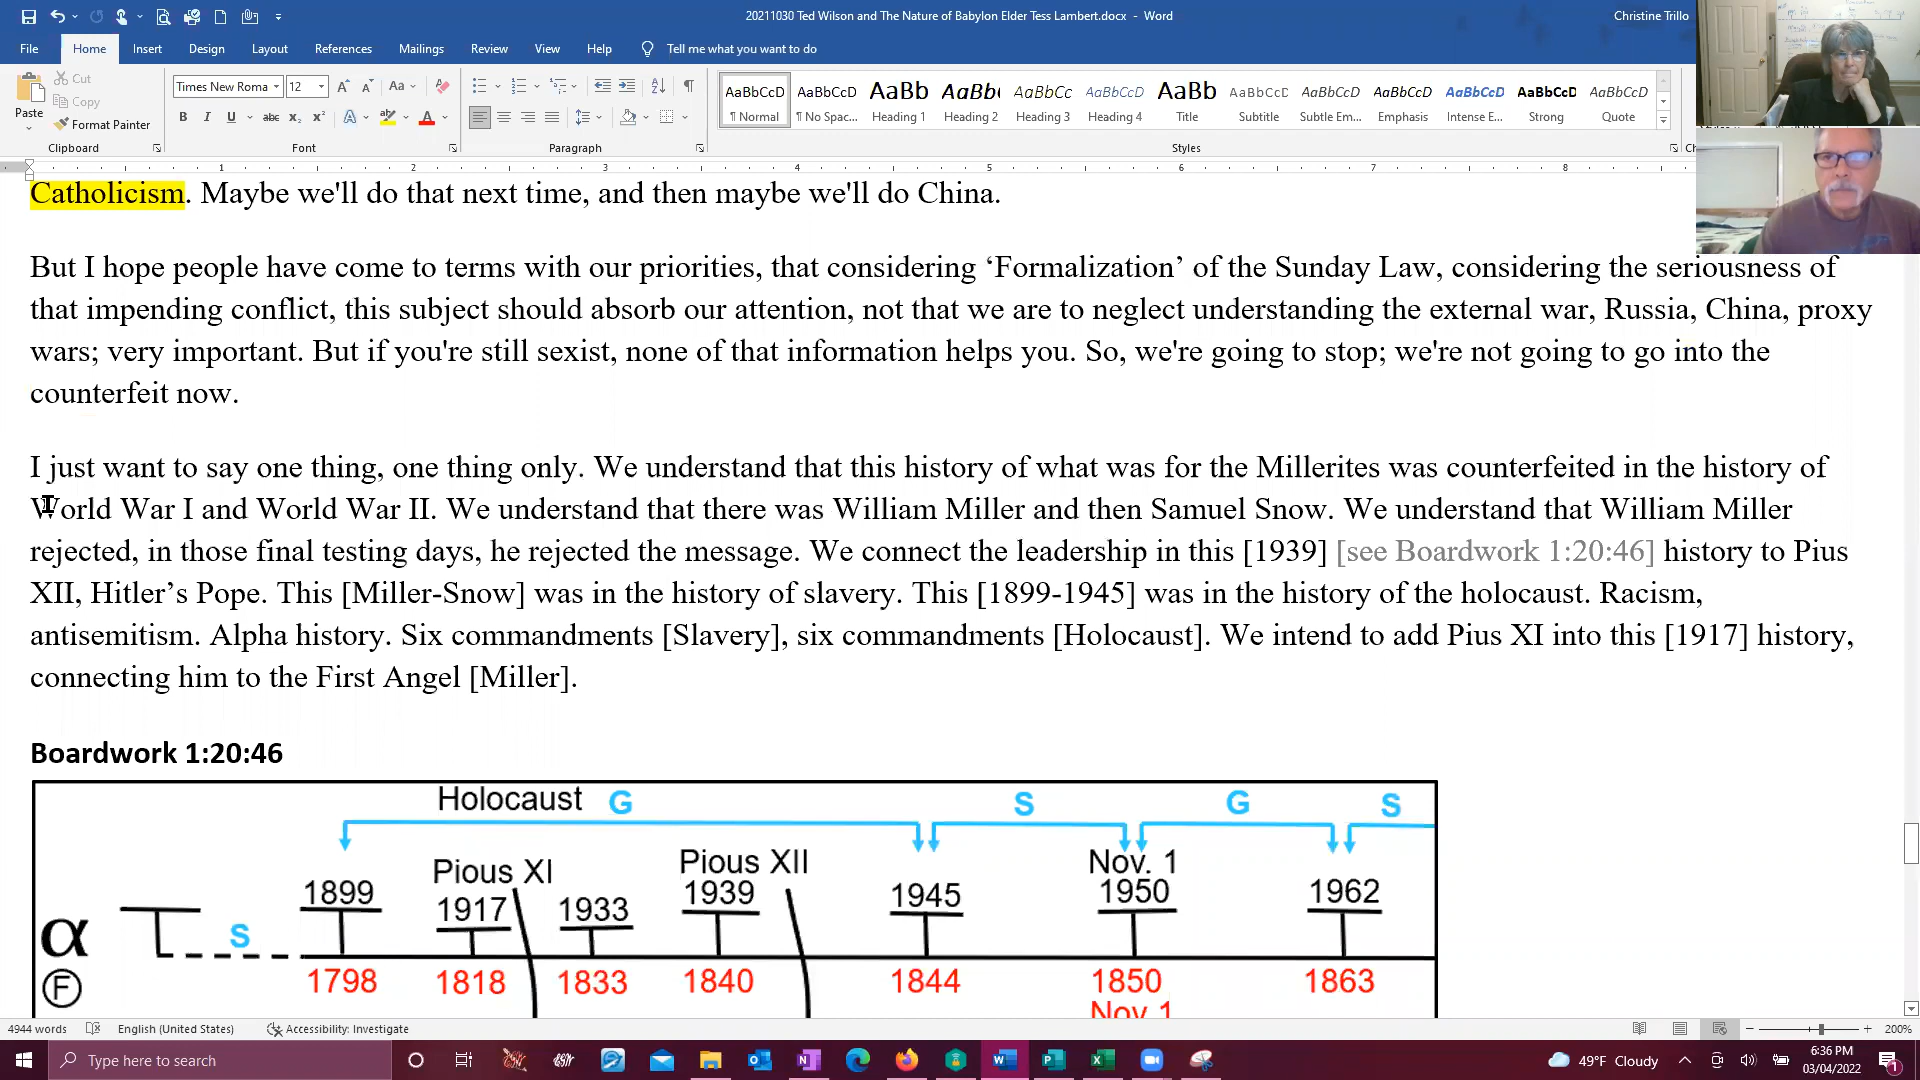 20211030 Ted Wilson and The Nature of Babylon Elder Tess Lambert.docx - Word
Christine Trillo
File Home Insert Design Layout References Mailings Review View Help Tell me what you want to do
Paste Cut Copy Format Painter
Times New Roma 12 Aa
AaBbCcD AaBbCcD AaBb AaBb( AaBbCc AaBbCcD AaBb AaBbCcD AaBbCcD AaBbCcD AaBbCcD AaBbCcD AaBbCcD
¶ Normal ¶ No Spac... Heading 1 Heading 2 Heading 3 Heading 4 Title Subtitle Subtle Em... Emphasis Intense E... Strong Quote
Clipboard Font Paragraph Styles
1 2 3 4 5 6 7 8
Catholicism. Maybe we'll do that next time, and then maybe we'll do China.
But I hope people have come to terms with our priorities, that considering ‘Formalization’ of the Sunday Law, considering the seriousness of
that impending conflict, this subject should absorb our attention, not that we are to neglect understanding the external war, Russia, China, proxy
wars; very important. But if you're still sexist, none of that information helps you. So, we're going to stop; we're not going to go into the
counterfeit now.
I just want to say one thing, one thing only. We understand that this history of what was for the Millerites was counterfeited in the history of
World War I and World War II. We understand that there was William Miller and then Samuel Snow. We understand that William Miller
rejected, in those final testing days, he rejected the message. We connect the leadership in this [1939] [see Boardwork 1:20:46] history to Pius
XII, Hitler’s Pope. This [Miller-Snow] was in the history of slavery. This [1899-1945] was in the history of the holocaust. Racism,
antisemitism. Alpha history. Six commandments [Slavery], six commandments [Holocaust]. We intend to add Pius XI into this [1917] history,
connecting him to the First Angel [Miller].
Boardwork 1:20:46
Holocaust G S G S
Pious XI Pious XII Nov. 1
1899 1917 1933 1939 1945 1950 1962
α S
F 1798 1818 1833 1840 1844 1850 1863
Nov 1
4944 words English (United States) Accessibility: Investigate 200%
Type here to search
49°F Cloudy
6:36 PM
03/04/2022